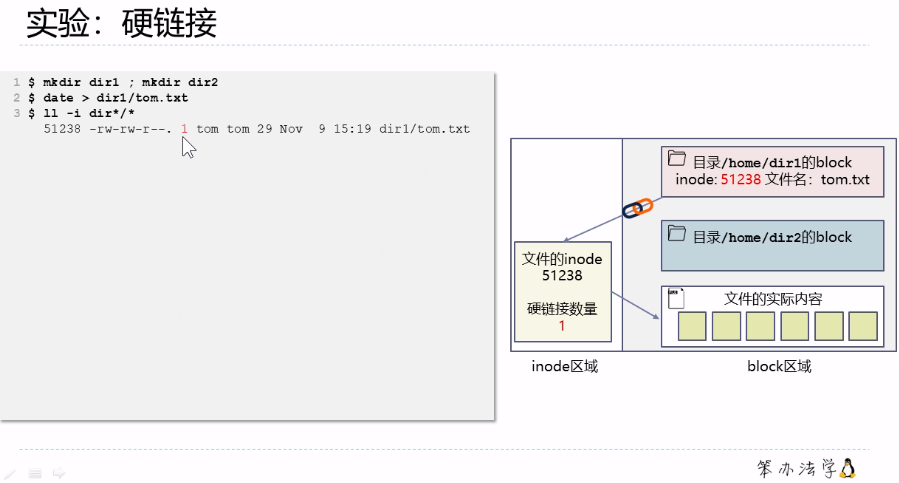 实验：硬链接
1 $ mkdir dir1 ; mkdir dir2
2 $ date > dir1/tom.txt
3 $ ll -i dir*/*
51238 -rw-rw-r--. 1 tom tom 29 Nov  9 15:19 dir1/tom.txt
目录/home/dir1的block
inode: 51238 文件名：tom.txt
目录/home/dir2的block
文件的inode
51238
硬链接数量
1
文件的实际内容
inode区域
block区域
笨办法学